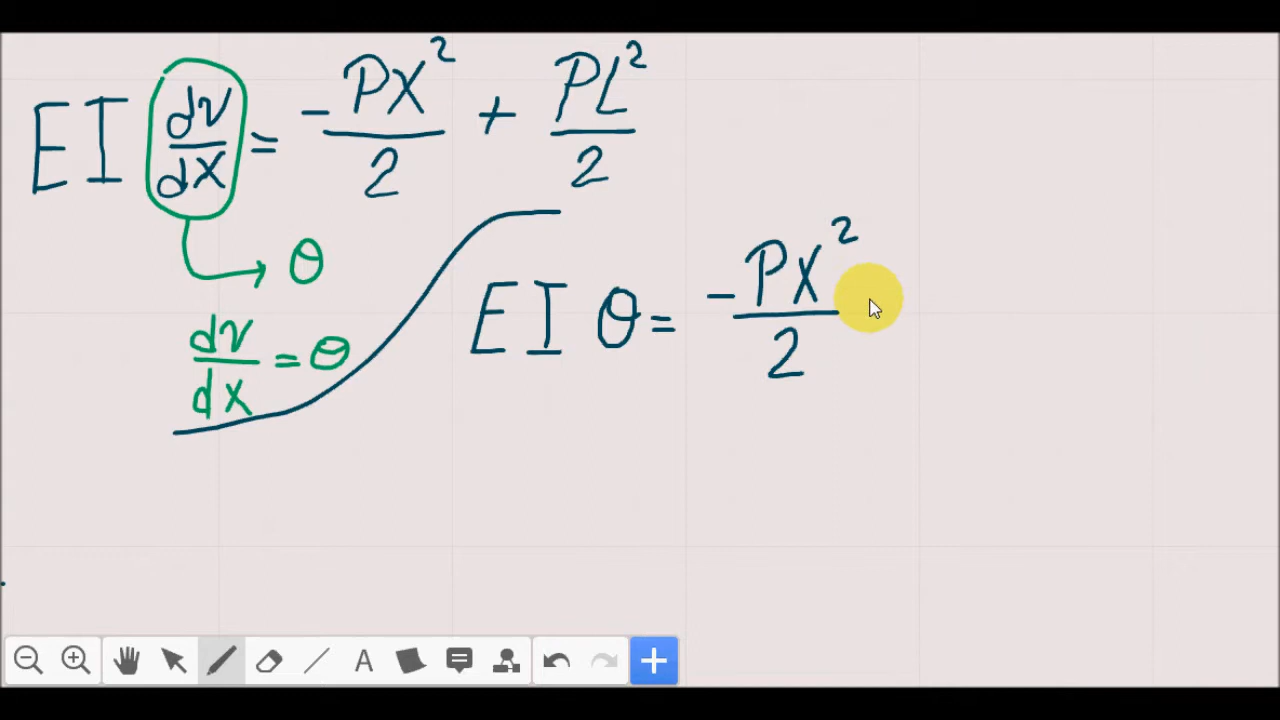 EI dv/dx = -PX²/2 + PL²/2
→ θ
dv/dx = θ
EI θ = -PX²/2
A